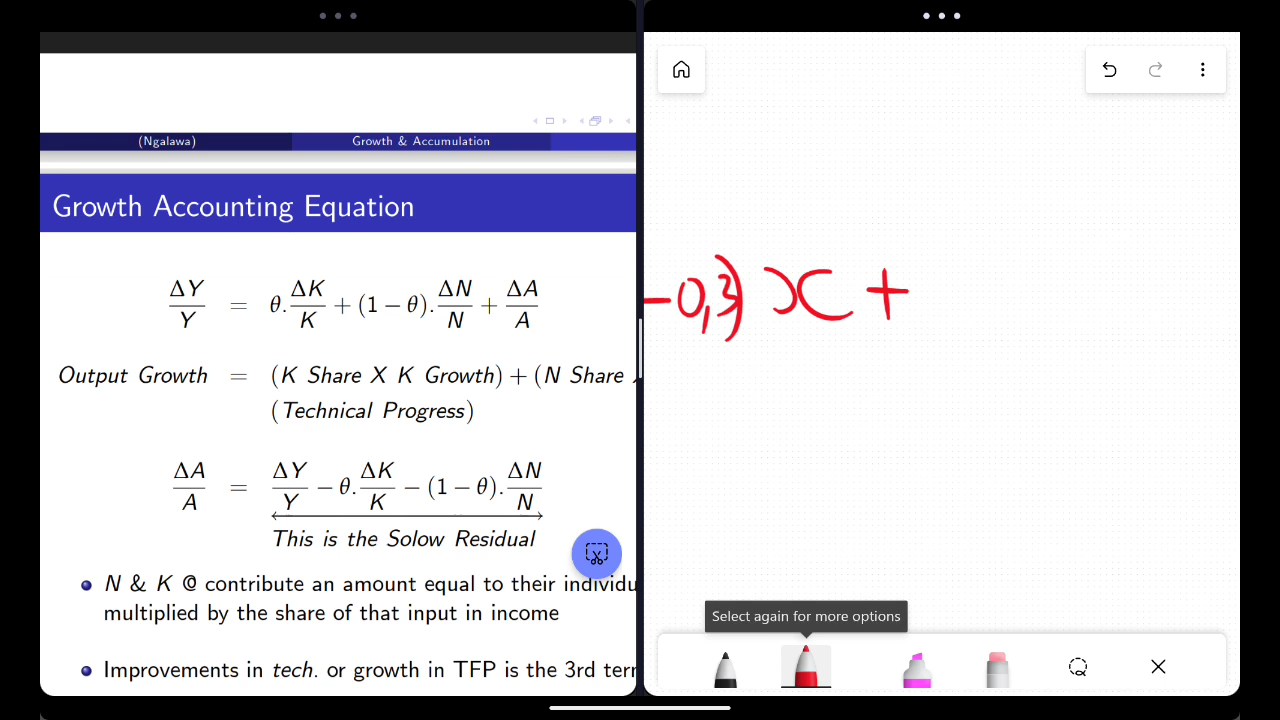 (Ngalawa) Growth & Accumulation
Growth Accounting Equation
ΔY/Y = θ.ΔK/K + (1 − θ).ΔN/N + ΔA/A
Output Growth = (K Share X K Growth) + (N Share
(Technical Progress)
ΔA/A = ΔY/Y − θ.ΔK/K − (1 − θ).ΔN/N
This is the Solow Residual
N & K @ contribute an amount equal to their individu
multiplied by the share of that input in income
Improvements in tech. or growth in TFP is the 3rd term
−0,3) x +
Select again for more options